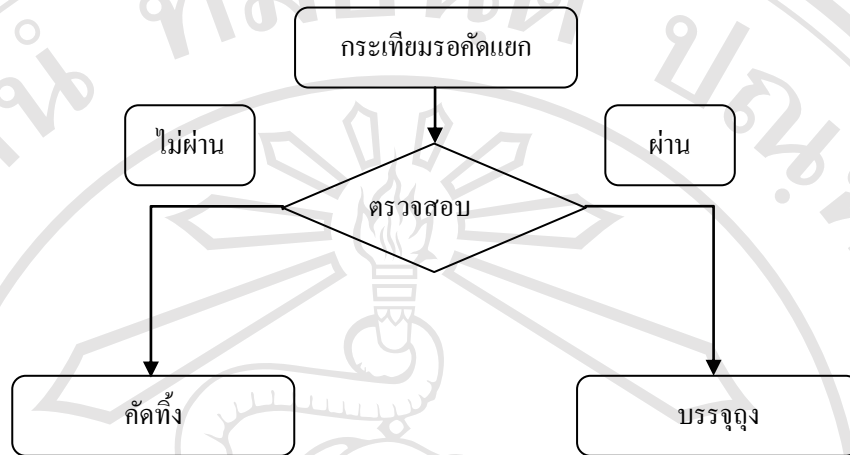 กระเทียมรอคัดแยก
ไม่ผ่าน
ผ่าน
ตรวจสอบ
คัดทิ้ง
บรรจุถุง